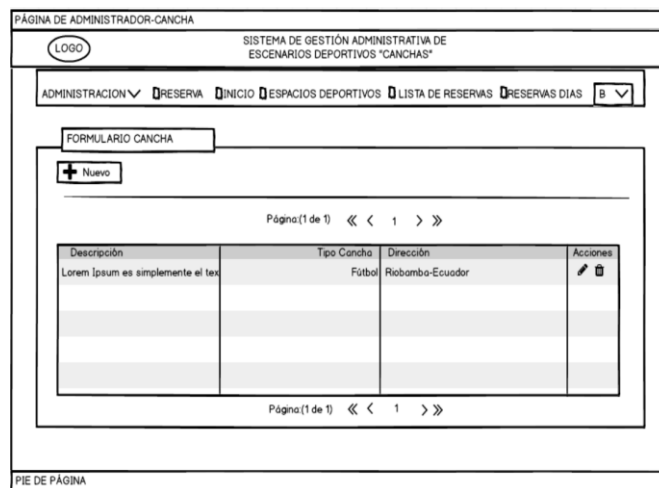 PÁGINA DE ADMINISTRADOR-CANCHA
LOGO
SISTEMA DE GESTIÓN ADMINISTRATIVA DE
ESCENARIOS DEPORTIVOS "CANCHAS"
ADMINISTRACION RESERVA INICIO ESPACIOS DEPORTIVOS LISTA DE RESERVAS RESERVAS DIAS B
FORMULARIO CANCHA
Nuevo
Página:(1 de 1) 1
Descripción Tipo Cancha Dirección Acciones
Lorem Ipsum es simplemente el tex Fútbol Riobamba-Ecuador
Página:(1 de 1) 1
PIE DE PÁGINA